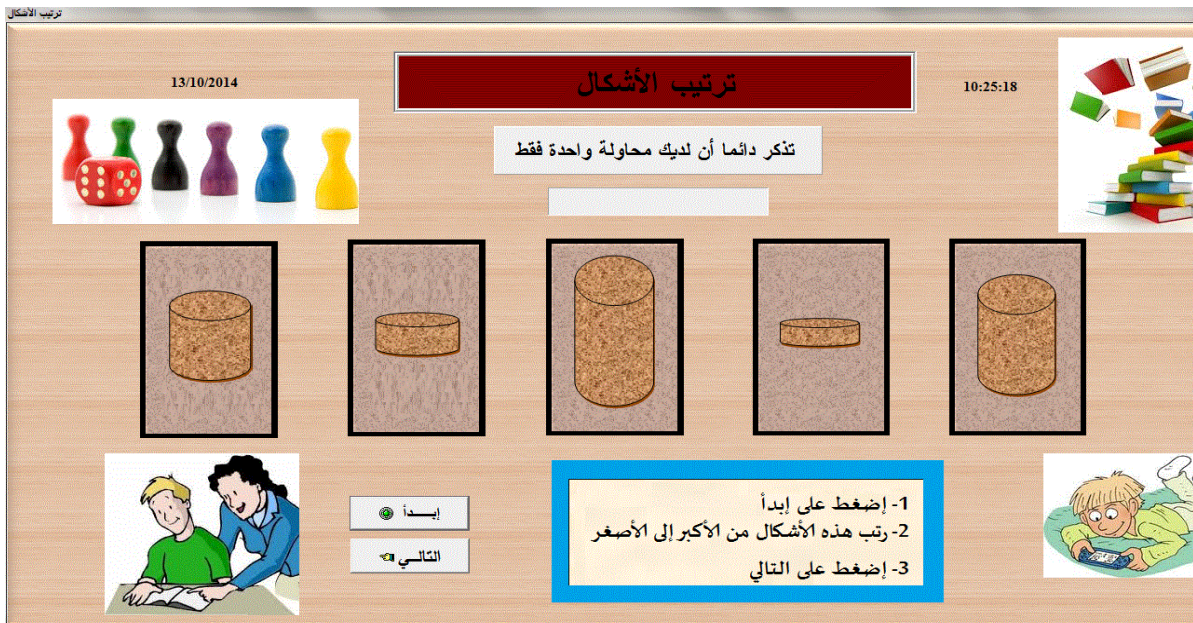 ترتيب الأشكال
13/10/2014
ترتيب الأشكال
10:25:18
تذكر دائما أن لديك محاولة واحدة فقط
إبـــدأ
التالــي
1- إضغط على إبدأ
2- رتب هذه الأشكال من الأكبر إلى الأصغر
3- إضغط على التالي